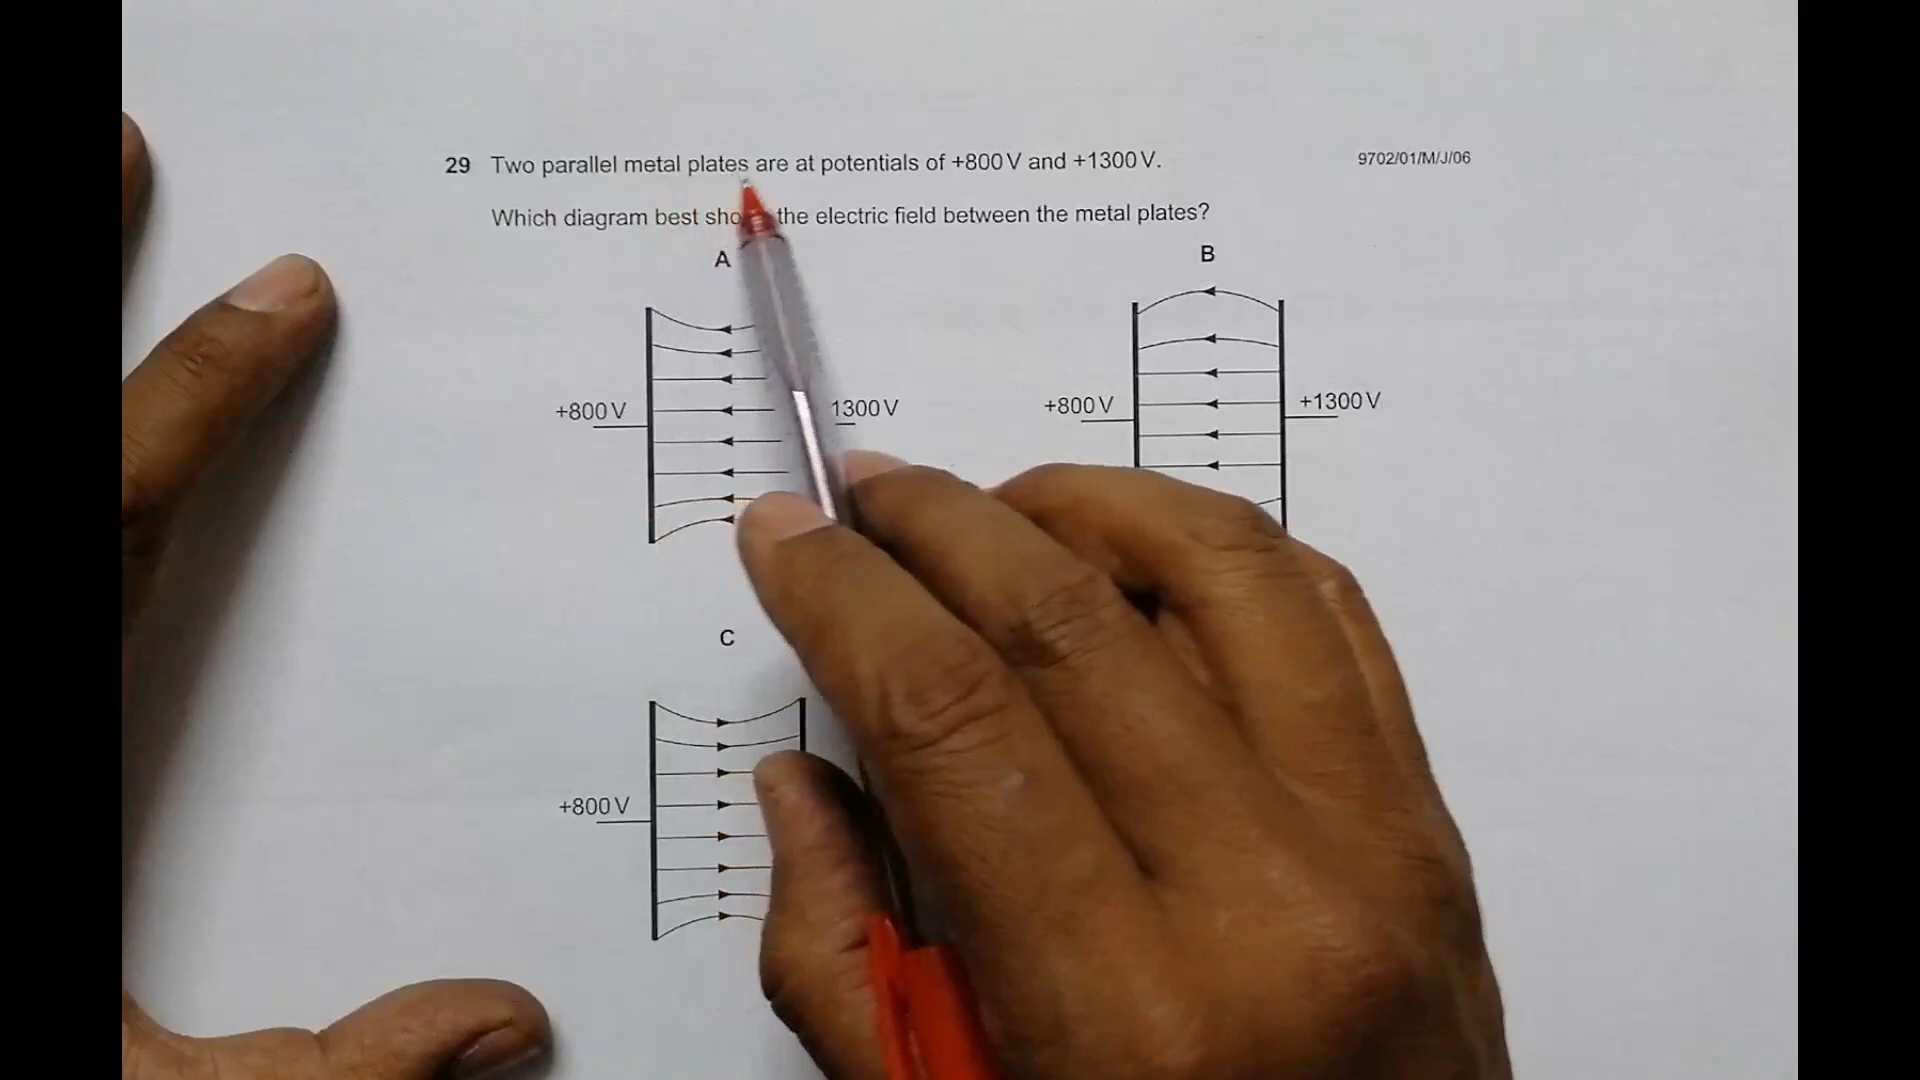 29 Two parallel metal plates are at potentials of +800 V and +1300 V. 9702/01/M/J/06
Which diagram best the electric field between the metal plates?
A B
+800 V 1300 V +800 V +1300 V
C
+800 V